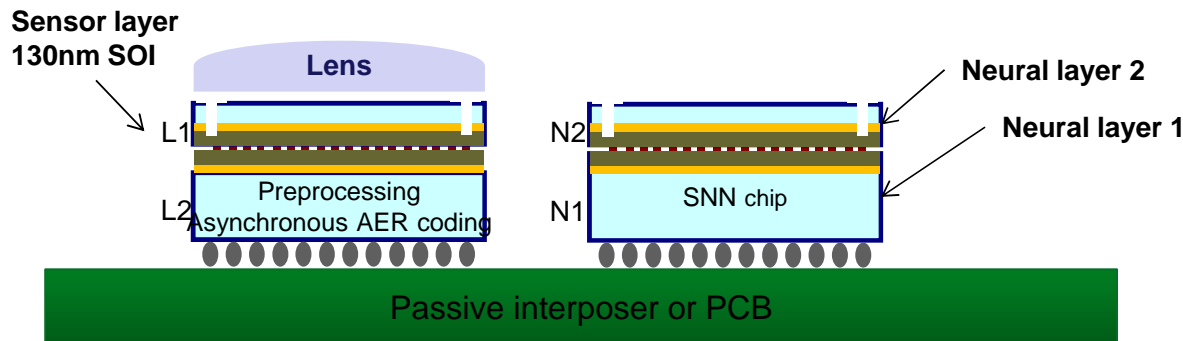 Sensor layer
130nm SOI
Lens
L1
L2
Preprocessing
Asynchronous AER coding
N2
N1
SNN chip
Neural layer 2
Neural layer 1
Passive interposer or PCB